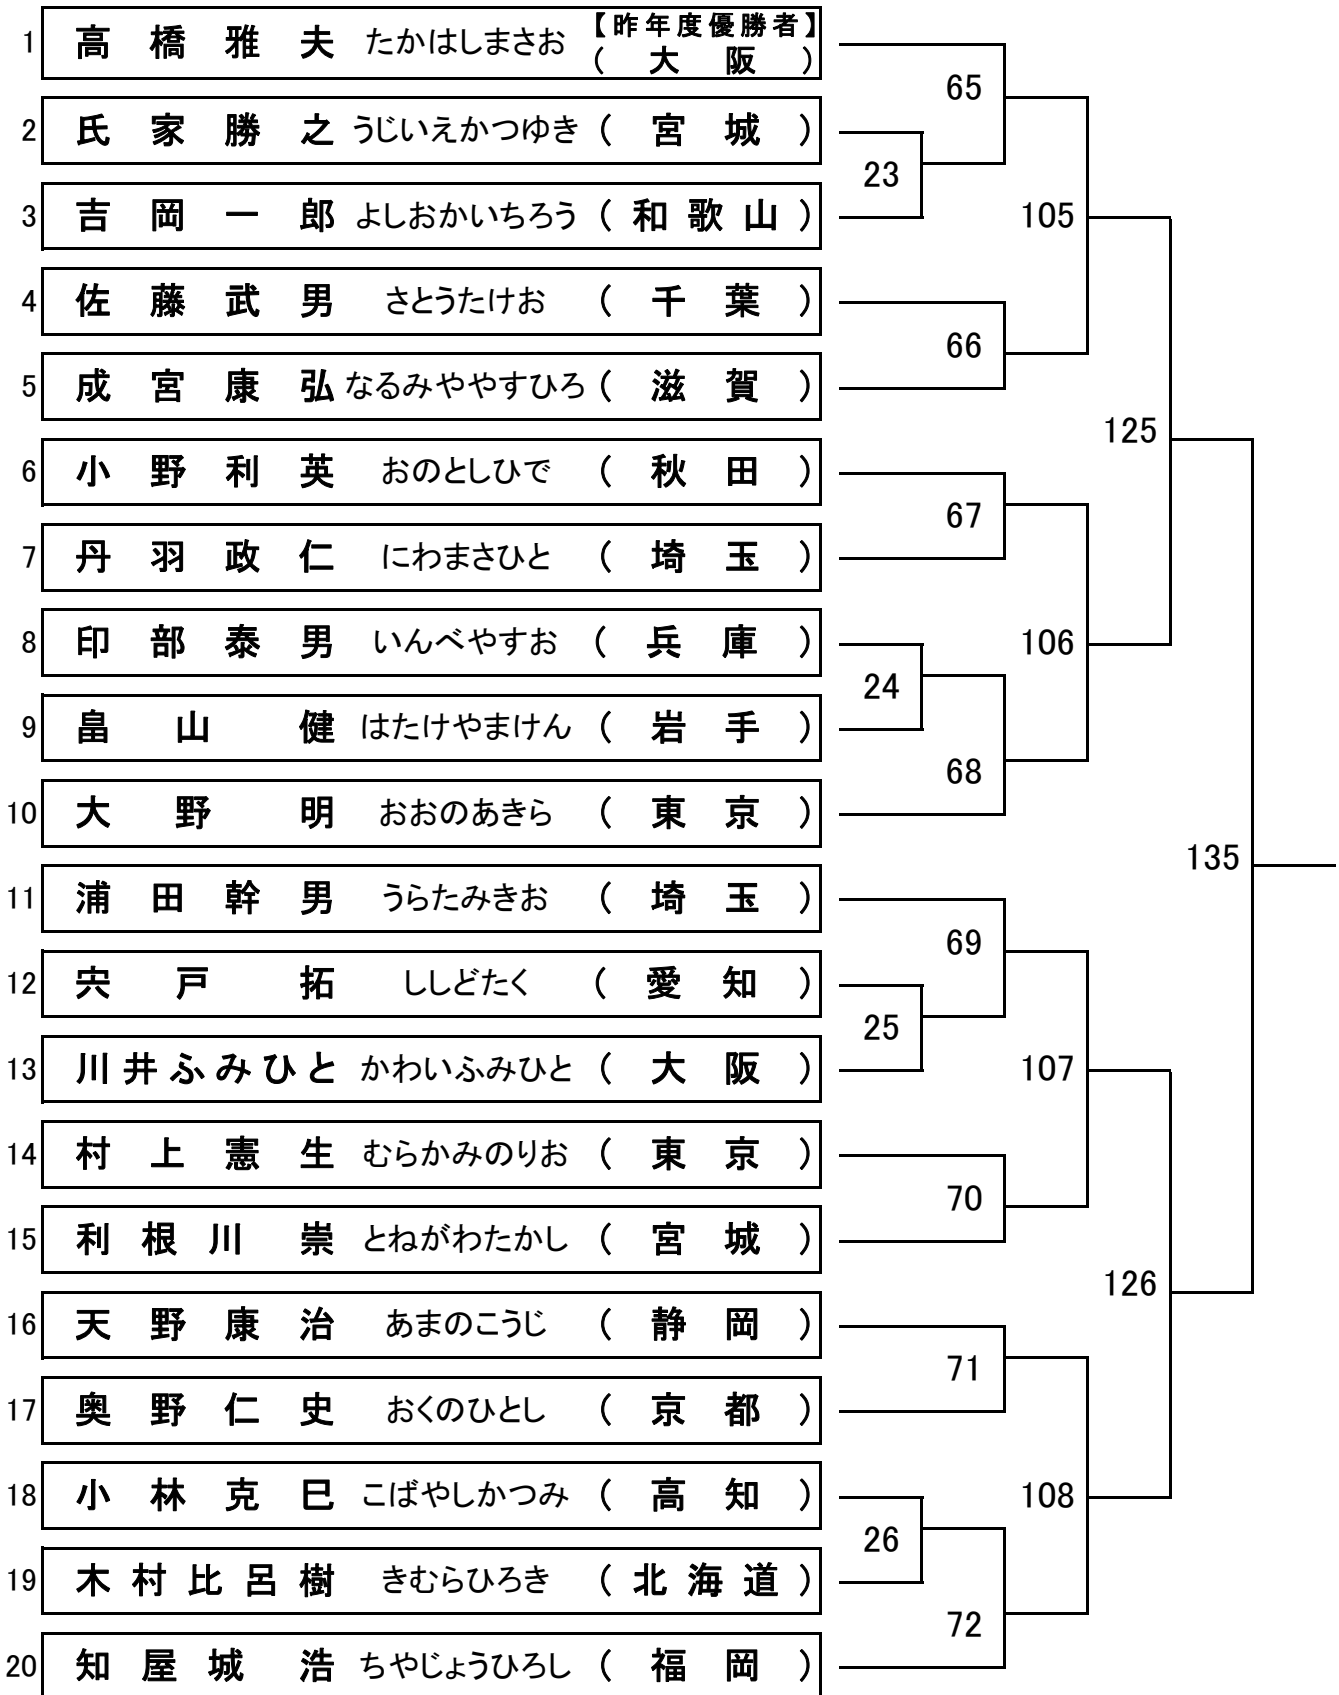 1 高橋雅夫 たかはしまさお 【昨年度優勝者】
(大阪)
65
2 氏家勝之 うじいえかつゆき (宮城)
23
3 吉岡一郎 よしおかいちろう (和歌山)
105
4 佐藤武男 さとうたけお (千葉)
66
5 成宮康弘 なるみややすひろ (滋賀)
125
6 小野利英 おのとしひで (秋田)
67
7 丹羽政仁 にわまさひと (埼玉)
8 印部泰男 いんべやすお (兵庫)
106
24
9 畠山健 はたけやまけん (岩手)
68
10 大野明 おおのあきら (東京)
135
11 浦田幹男 うらたみきお (埼玉)
69
12 宍戸拓 ししどたく (愛知)
25
13 川井ふみひと かわいふみひと (大阪)
107
14 村上憲生 むらかみのりお (東京)
70
15 利根川崇 とねがわたかし (宮城)
126
16 天野康治 あまのこうじ (静岡)
71
17 奥野仁史 おくのひとし (京都)
18 小林克巳 こばやしかつみ (高知)
108
26
19 木村比呂樹 きむらひろき (北海道)
72
20 知屋城浩 ちやじょうひろし (福岡)